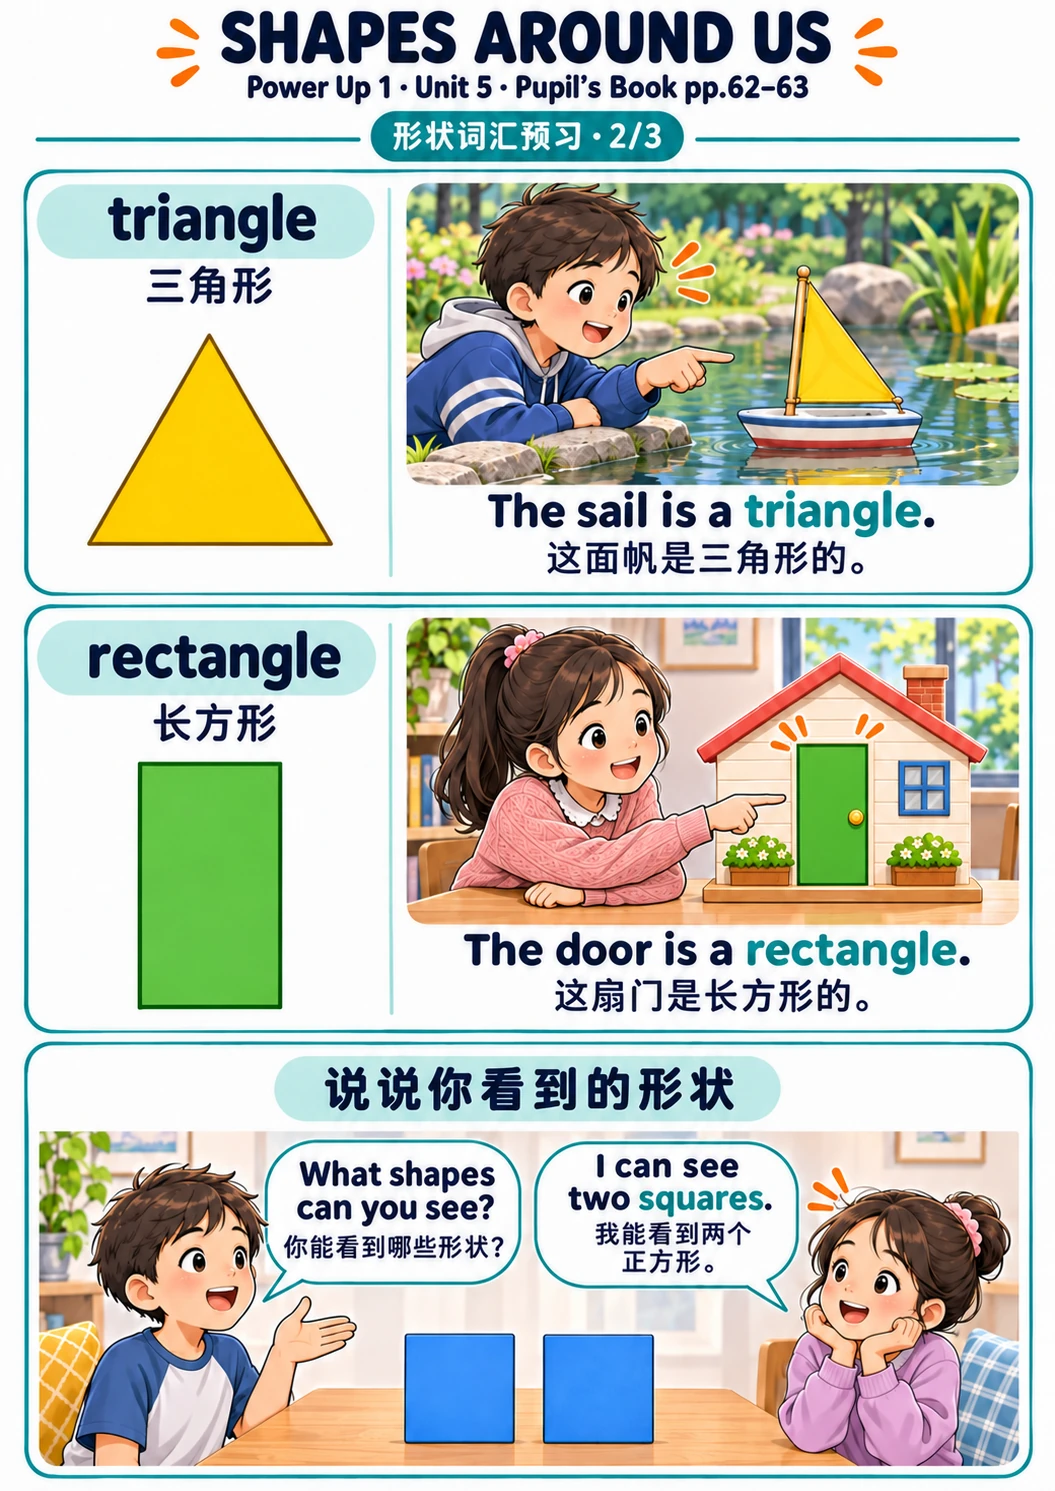 SHAPES AROUND US
Power Up 1 · Unit 5 · Pupil's Book pp.62–63
形状词汇预习 · 2/3
triangle
三角形
The sail is a triangle.
这面帆是三角形的。
rectangle
长方形
The door is a rectangle.
这扇门是长方形的。
说说你看到的形状
What shapes
can you see?
你能看到哪些形状？
I can see
two squares.
我能看到两个
正方形。